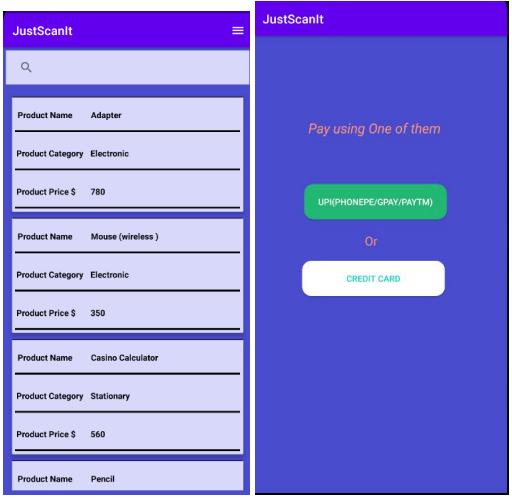 JustScanIt
Product Name Adapter
Product Category Electronic
Product Price $ 780
Product Name Mouse (wireless )
Product Category Electronic
Product Price $ 350
Product Name Casino Calculator
Product Category Stationary
Product Price $ 560
Product Name Pencil
JustScanIt
Pay using One of them
UPI(PHONEPE/GPAY/PAYTM)
Or
CREDIT CARD